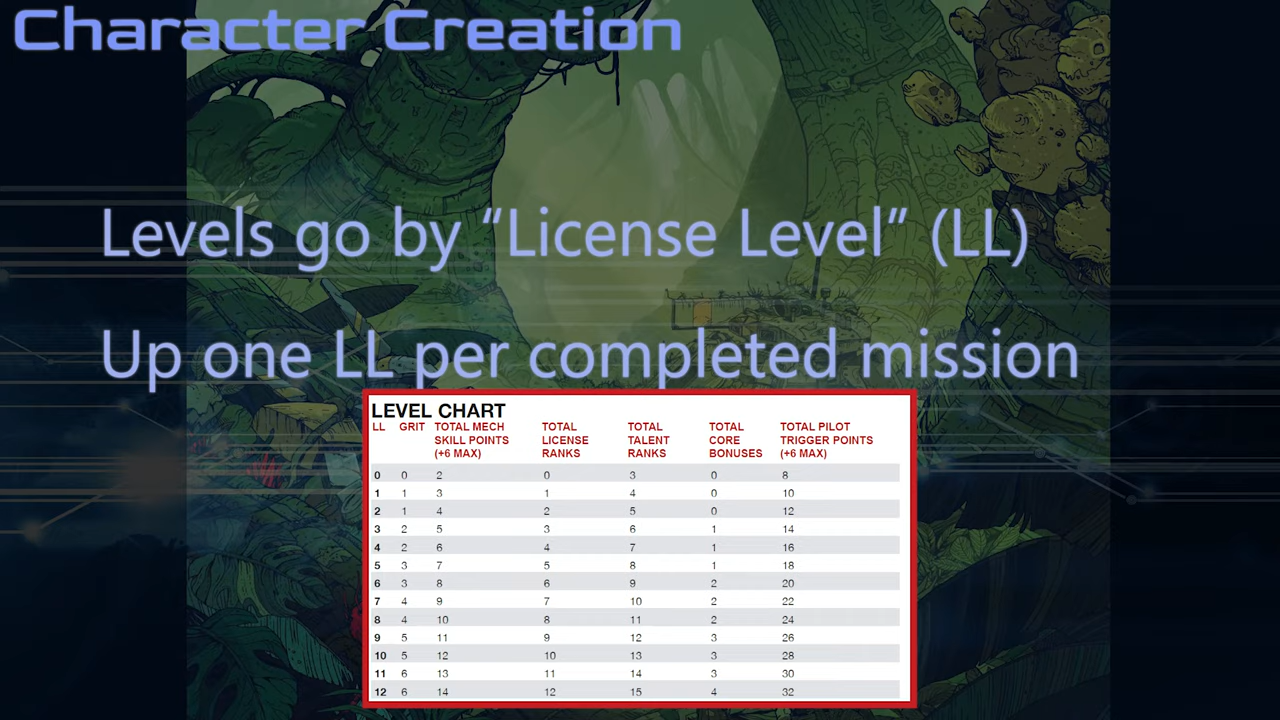 Character Creation
Levels go by “License Level” (LL)
Up one LL per completed mission
LEVEL CHART
LL GRIT TOTAL MECH SKILL POINTS (+6 MAX) TOTAL LICENSE RANKS TOTAL TALENT RANKS TOTAL CORE BONUSES TOTAL PILOT TRIGGER POINTS (+6 MAX)
0 0 2 0 3 0 8
1 1 3 1 4 0 10
2 1 4 2 5 0 12
3 2 5 3 6 1 14
4 2 6 4 7 1 16
5 3 7 5 8 1 18
6 3 8 6 9 2 20
7 4 9 7 10 2 22
8 4 10 8 11 2 24
9 5 11 9 12 3 26
10 5 12 10 13 3 28
11 6 13 11 14 3 30
12 6 14 12 15 4 32